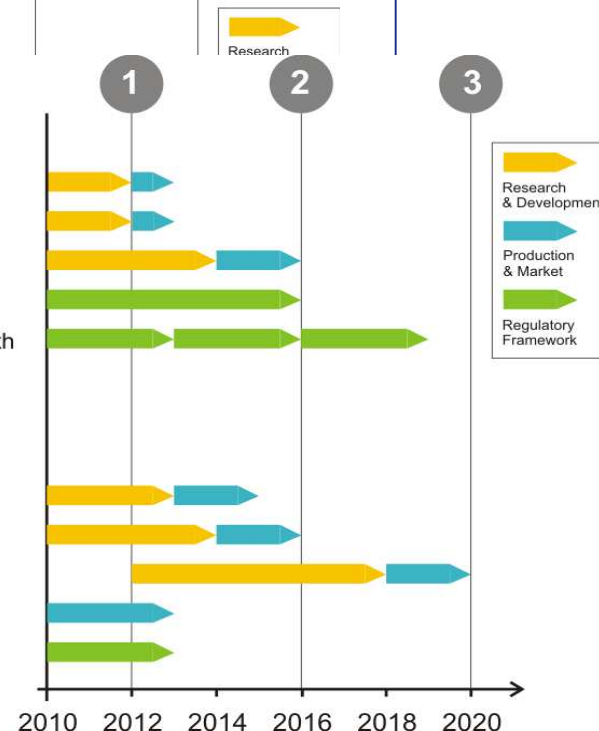 Research
1 2 3
Research
& Developmen
Production
& Market
Regulatory
Framework
th
2010 2012 2014 2016 2018 2020